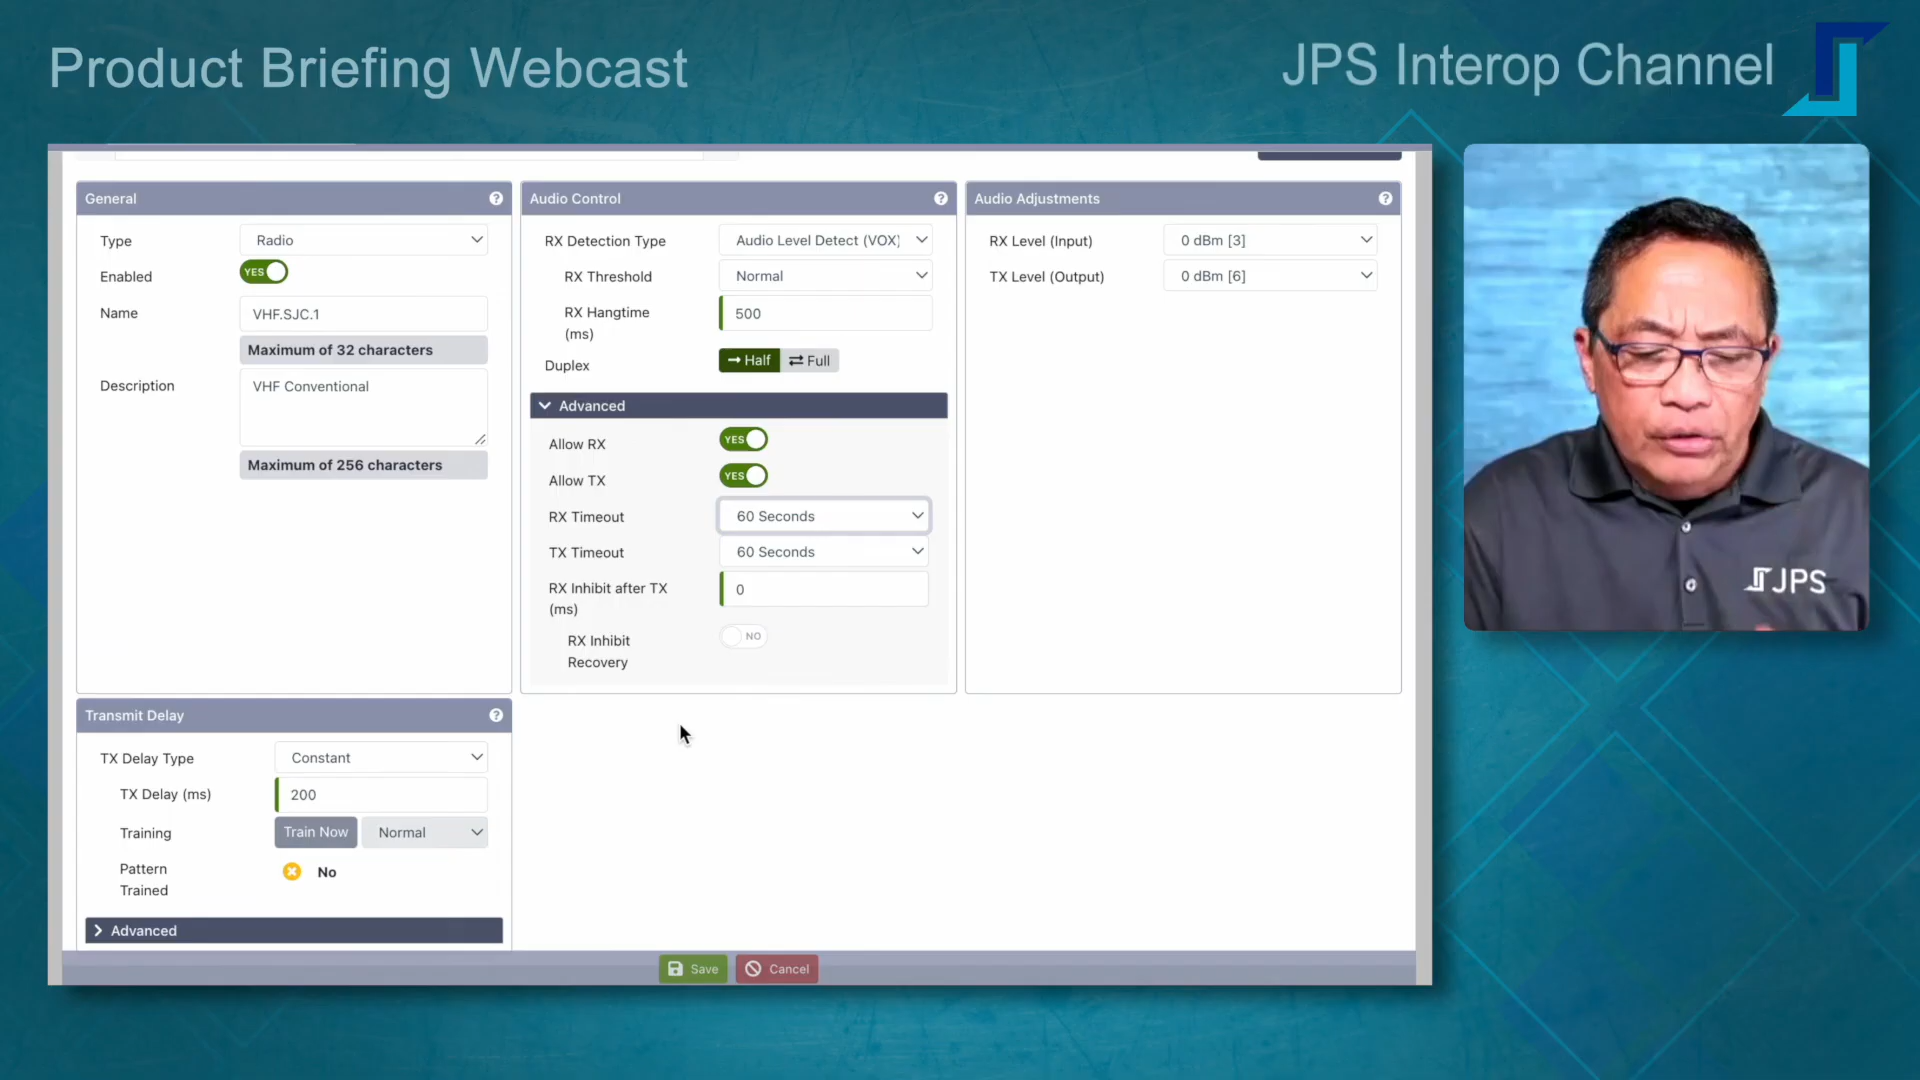 Product Briefing Webcast
JPS Interop Channel
General
Type
Radio
Enabled
YES
Name
VHF.SJC.1
Maximum of 32 characters
Description
VHF Conventional
Maximum of 256 characters
Audio Control
RX Detection Type
Audio Level Detect (VOX)
RX Threshold
Normal
RX Hangtime
(ms)
500
Duplex
Half
Full
Advanced
Allow RX
YES
Allow TX
YES
RX Timeout
60 Seconds
TX Timeout
60 Seconds
RX Inhibit after TX
(ms)
0
RX Inhibit
Recovery
NO
Audio Adjustments
RX Level (Input)
0 dBm [3]
TX Level (Output)
0 dBm [6]
Transmit Delay
TX Delay Type
Constant
TX Delay (ms)
200
Training
Train Now
Normal
Pattern
Trained
No
Advanced
Save
Cancel
JPS